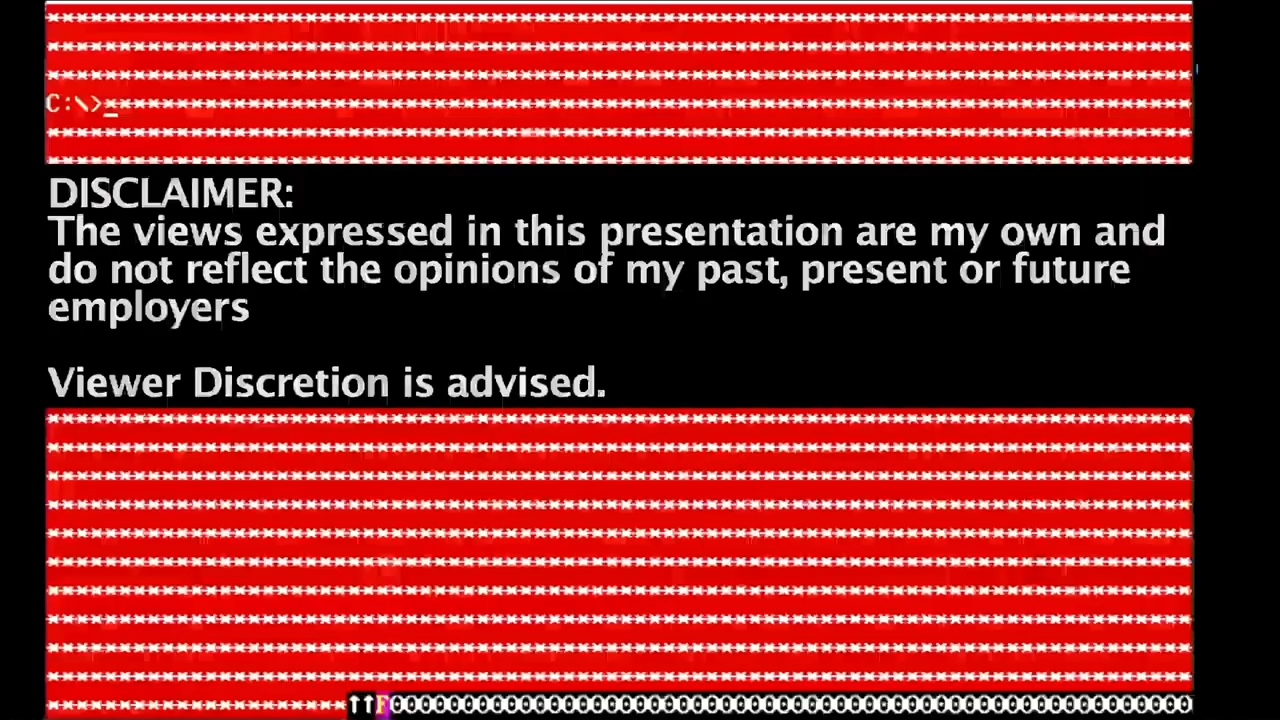 C:\>_
DISCLAIMER:
The views expressed in this presentation are my own and
do not reflect the opinions of my past, present or future
employers
Viewer Discretion is advised.